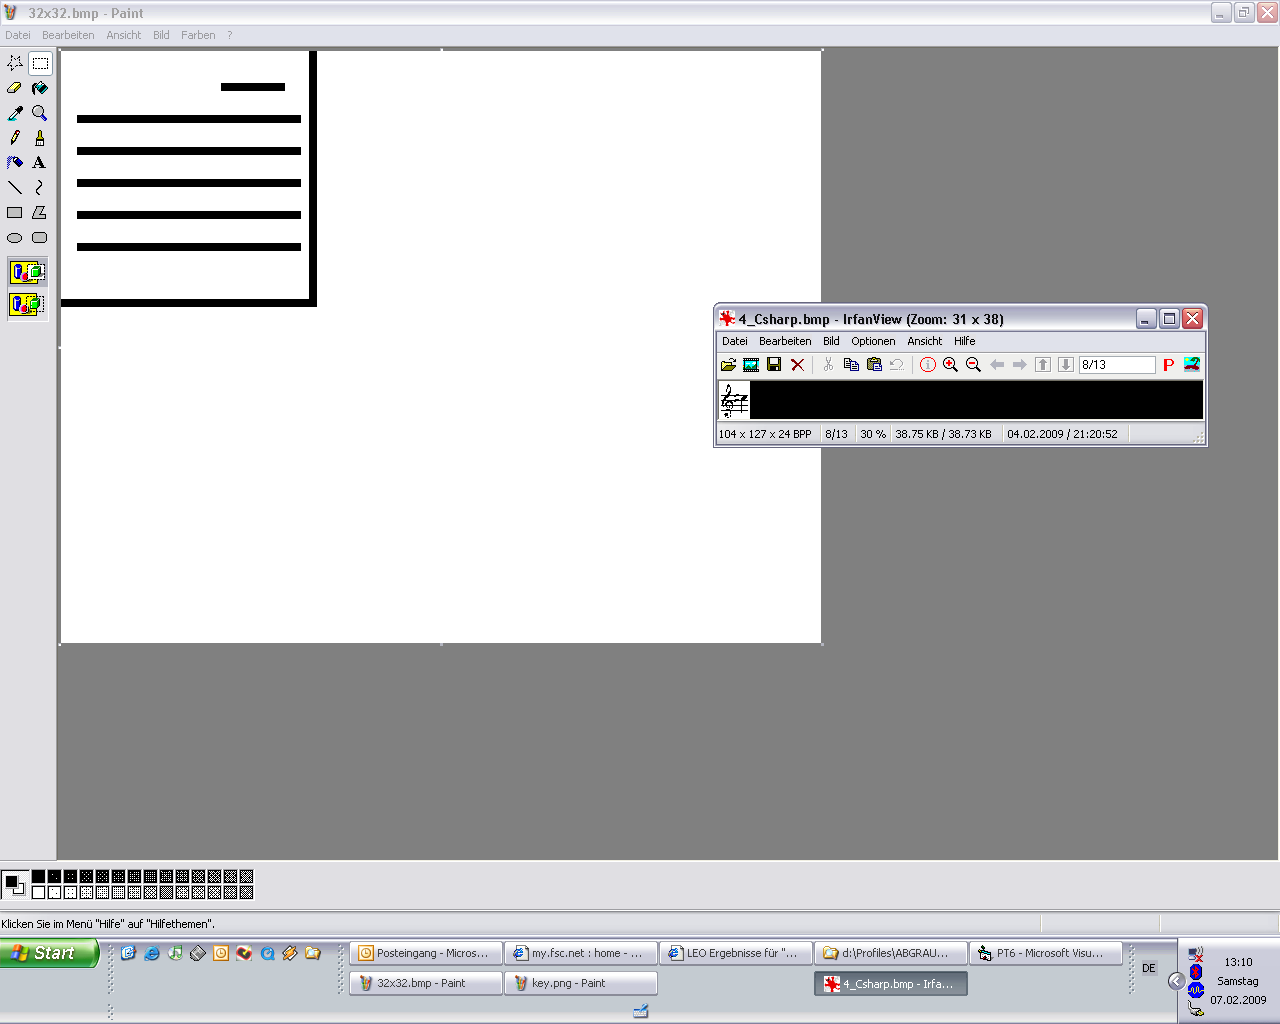 32x32.bmp - Paint
Datei Bearbeiten Ansicht Bild Farben ?
A
4_Csharp.bmp - IrfanView (Zoom: 31 x 38)
Datei Bearbeiten Bild Optionen Ansicht Hilfe
8/13 P
104 x 127 x 24 BPP 8/13 30 % 38.75 KB / 38.73 KB 04.02.2009 / 21:20:52
Klicken Sie im Menü "Hilfe" auf "Hilfethemen".
Start
Posteingang - Micros... my.fsc.net : home - ... LEO Ergebnisse für "... d:\Profiles\ABGRAU... PT6 - Microsoft Visu...
32x32.bmp - Paint key.png - Paint 4_Csharp.bmp - Irfa...
DE
13:10
Samstag
07.02.2009